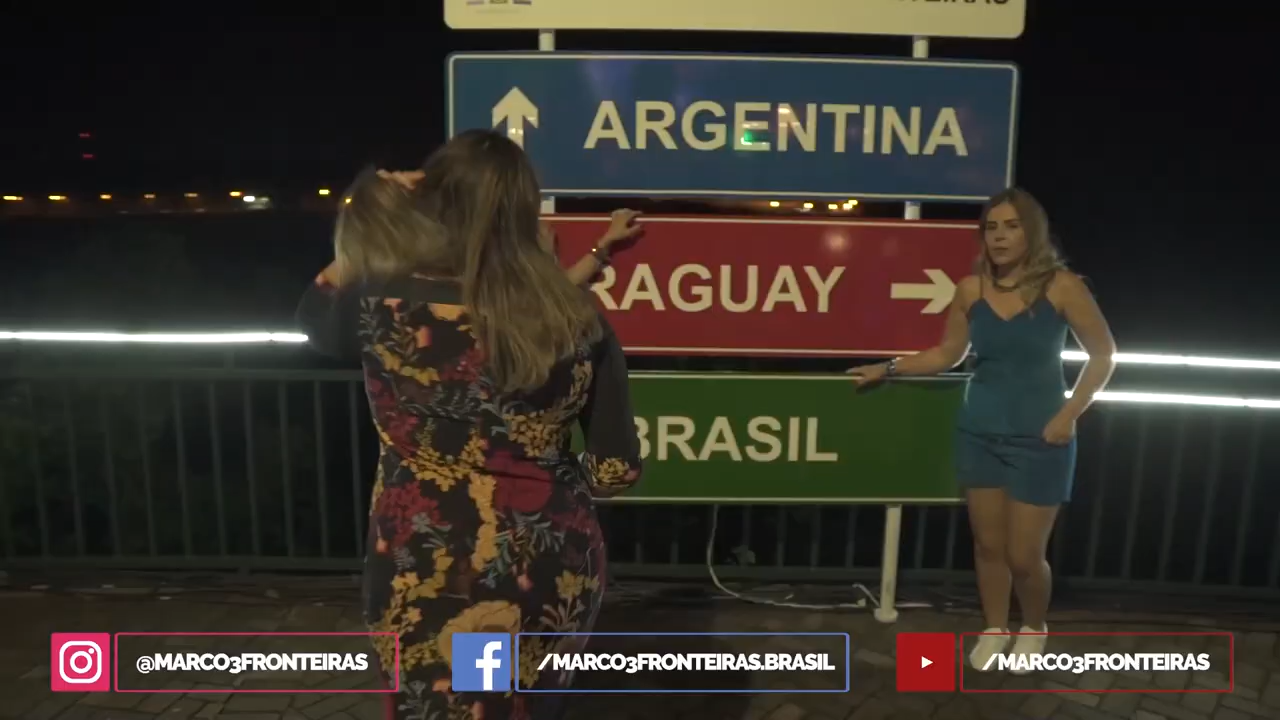 ARGENTINA
RAGUAY
BRASIL
@MARCO3FRONTEIRAS
/MARCO3FRONTEIRAS.BRASIL
/MARCO3FRONTEIRAS